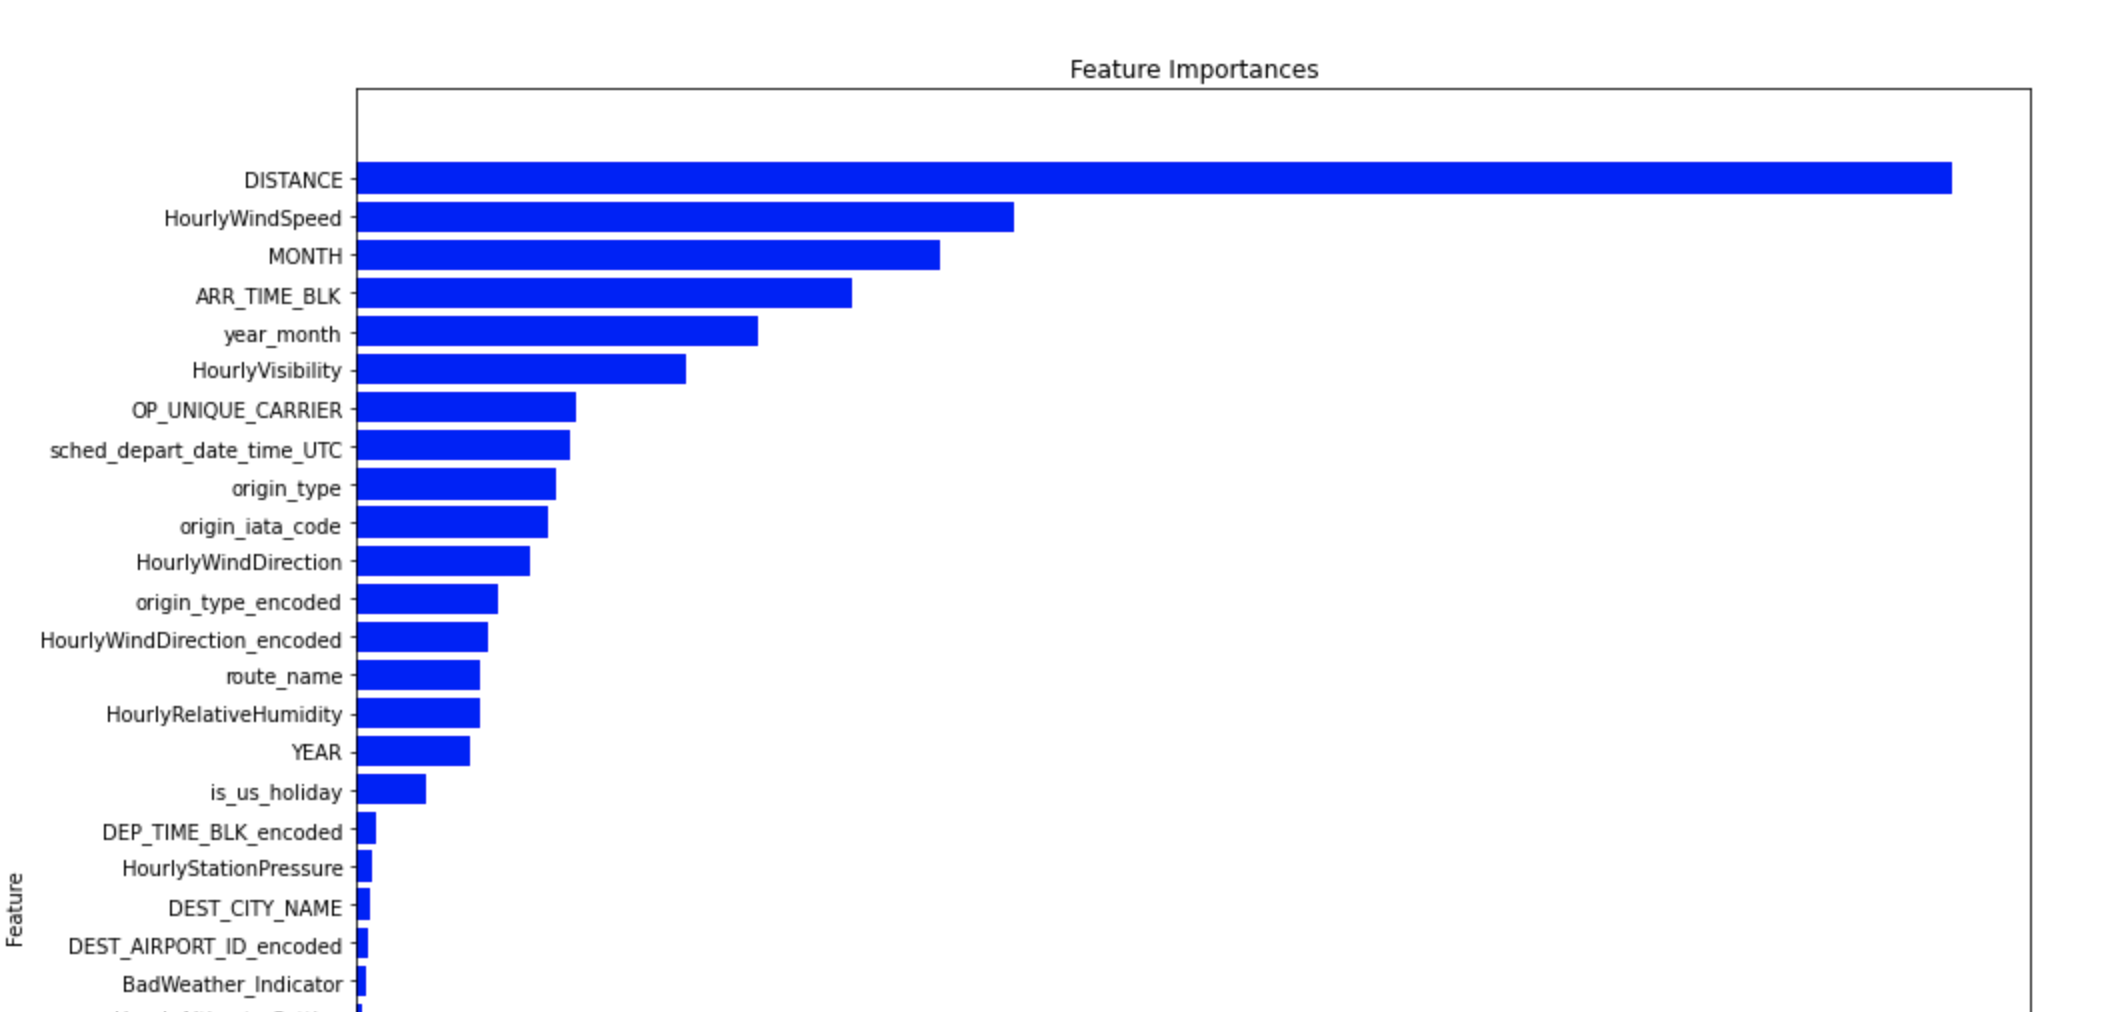 Feature Importances
DISTANCE
HourlyWindSpeed
MONTH
ARR_TIME_BLK
year_month
HourlyVisibility
OP_UNIQUE_CARRIER
sched_depart_date_time_UTC
origin_type
origin_iata_code
HourlyWindDirection
origin_type_encoded
HourlyWindDirection_encoded
route_name
HourlyRelativeHumidity
YEAR
is_us_holiday
DEP_TIME_BLK_encoded
HourlyStationPressure
DEST_CITY_NAME
DEST_AIRPORT_ID_encoded
BadWeather_Indicator
Feature